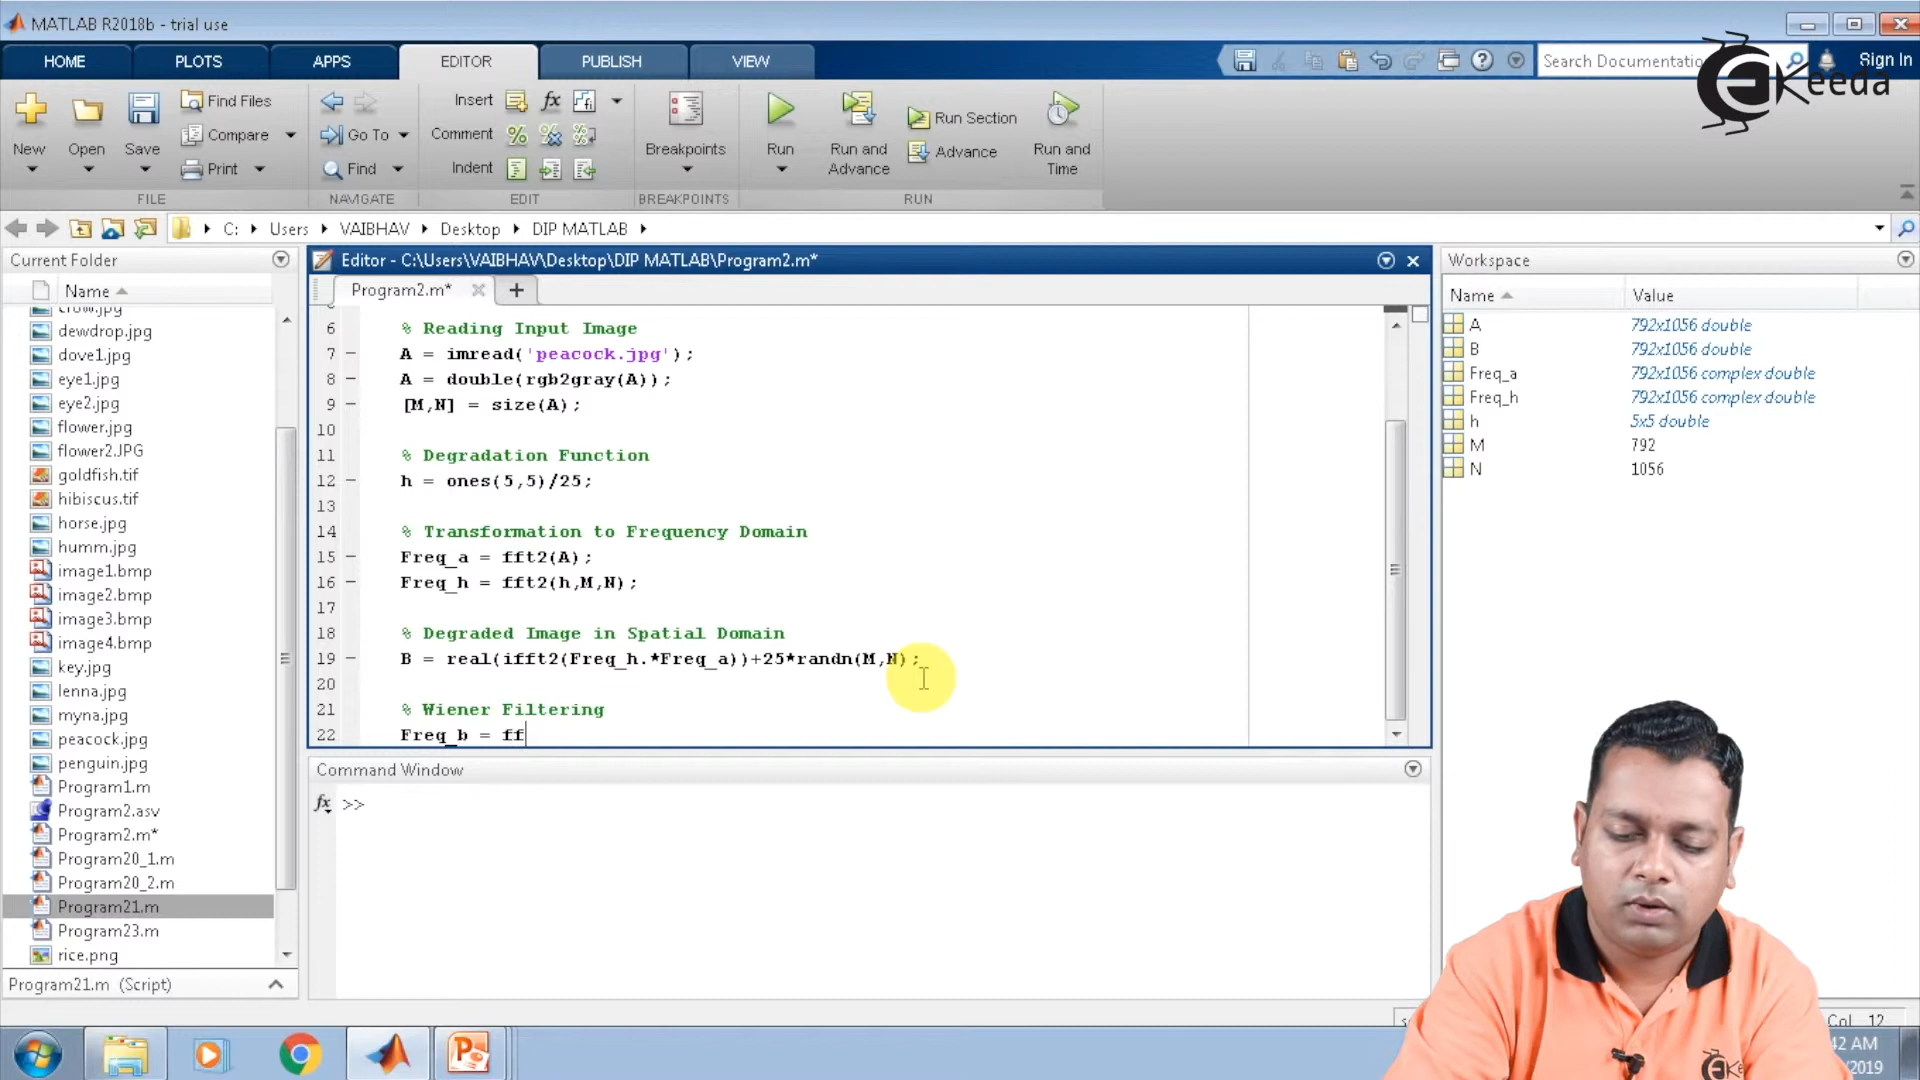 MATLAB R2018b - trial use
HOME PLOTS APPS EDITOR PUBLISH VIEW
Search Documentatio
Sign In
Keeda
New Open Save Find Files Compare Print
Go To Find
Insert Comment Indent
Breakpoints
Run Run and Advance Run Section Advance Run and Time
FILE NAVIGATE EDIT BREAKPOINTS RUN
C: Users VAIBHAV Desktop DIP MATLAB
Current Folder
Name
crow.jpg
dewdrop.jpg
dove1.jpg
eye1.jpg
eye2.jpg
flower.jpg
flower2.JPG
goldfish.tif
hibiscus.tif
horse.jpg
humm.jpg
image1.bmp
image2.bmp
image3.bmp
image4.bmp
key.jpg
lenna.jpg
myna.jpg
peacock.jpg
penguin.jpg
Program1.m
Program2.asv
Program2.m*
Program20_1.m
Program20_2.m
Program21.m
Program23.m
rice.png
Program21.m (Script)
Editor - C:\Users\VAIBHAV\Desktop\DIP MATLAB\Program2.m*
Program2.m*
6 % Reading Input Image
7 - A = imread('peacock.jpg');
8 - A = double(rgb2gray(A));
9 - [M,N] = size(A);
10
11 % Degradation Function
12 - h = ones(5,5)/25;
13
14 % Transformation to Frequency Domain
15 - Freq_a = fft2(A);
16 - Freq_h = fft2(h,M,N);
17
18 % Degraded Image in Spatial Domain
19 - B = real(ifft2(Freq_h.*Freq_a))+25*randn(M,N);
20
21 % Wiener Filtering
22 Freq_b = ff
Command Window
fx >>
Workspace
Name Value
A 792x1056 double
B 792x1056 double
Freq_a 792x1056 complex double
Freq_h 792x1056 complex double
h 5x5 double
M 792
N 1056
Col 12
42 AM
/2019